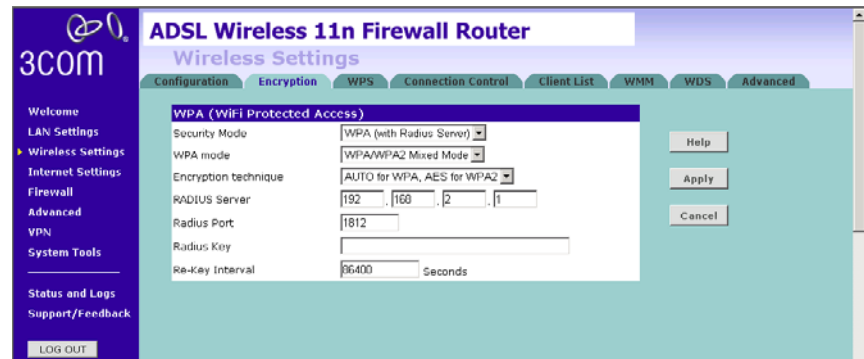 3COM
ADSL Wireless 11n Firewall Router
Wireless Settings
Configuration Encryption WPS Connection Control Client List WMM WDS Advanced
Welcome
LAN Settings
Wireless Settings
Internet Settings
Firewall
Advanced
VPN
System Tools
Status and Logs
Support/Feedback
LOG OUT
WPA (WiFi Protected Access)
Security Mode WPA (with Radius Server)
WPA mode WPA/WPA2 Mixed Mode
Encryption technique AUTO for WPA, AES for WPA2
RADIUS Server 192 . 168 . 2 . 1
Radius Port 1812
Radius Key
Re-Key Interval 86400 Seconds
Help
Apply
Cancel